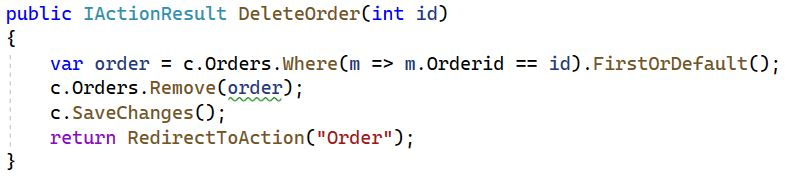 public IActionResult DeleteOrder(int id)
{
    var order = c.Orders.Where(m => m.Orderid == id).FirstOrDefault();
    c.Orders.Remove(order);
    c.SaveChanges();
    return RedirectToAction("Order");
}